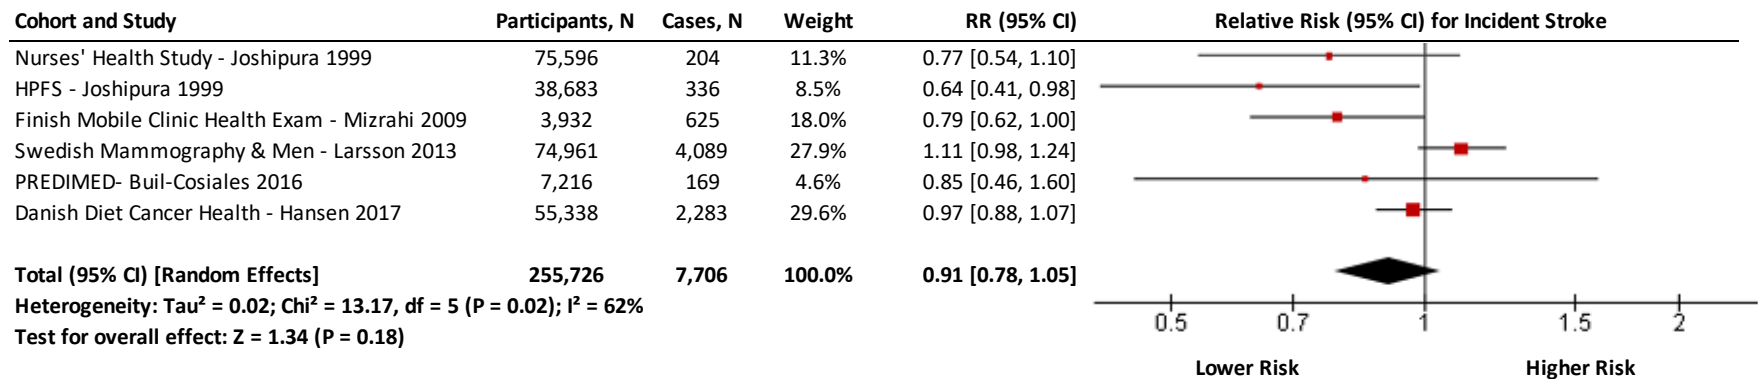 Cohort and Study Participants, N Cases, N Weight RR (95% CI) Relative Risk (95% CI) for Incident Stroke
Nurses' Health Study - Joshipura 1999 75,596 204 11.3% 0.77 [0.54, 1.10]
HPFS - Joshipura 1999 38,683 336 8.5% 0.64 [0.41, 0.98]
Finish Mobile Clinic Health Exam - Mizrahi 2009 3,932 625 18.0% 0.79 [0.62, 1.00]
Swedish Mammography & Men - Larsson 2013 74,961 4,089 27.9% 1.11 [0.98, 1.24]
PREDIMED- Buil-Cosiales 2016 7,216 169 4.6% 0.85 [0.46, 1.60]
Danish Diet Cancer Health - Hansen 2017 55,338 2,283 29.6% 0.97 [0.88, 1.07]
Total (95% CI) [Random Effects] 255,726 7,706 100.0% 0.91 [0.78, 1.05]
Heterogeneity: Tau² = 0.02; Chi² = 13.17, df = 5 (P = 0.02); I² = 62%
0.5 0.7 1 1.5 2
Test for overall effect: Z = 1.34 (P = 0.18)
Lower Risk Higher Risk